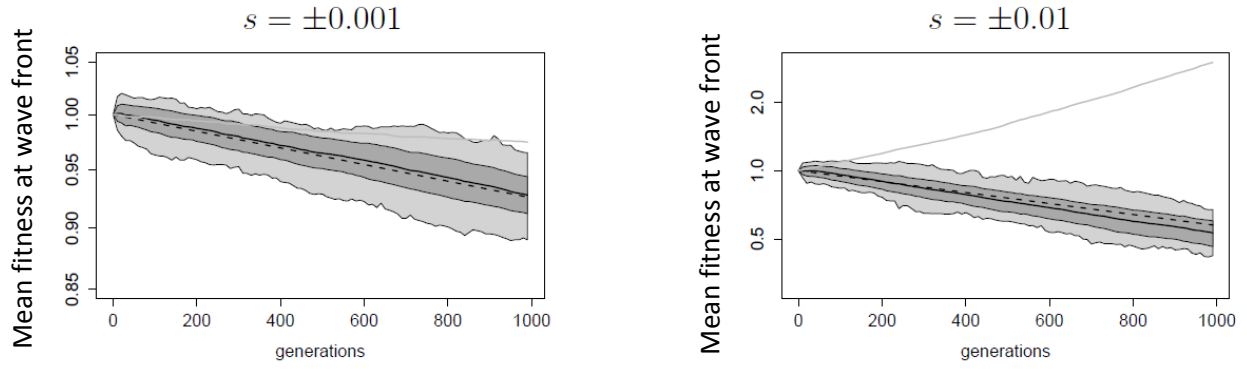 s = ±0.001
Mean fitness at wave front
1.05
1.00
0.95
0.90
0.85
0 200 400 600 800 1000
generations
s = ±0.01
Mean fitness at wave front
2.0
1.0
0.5
0 200 400 600 800 1000
generations